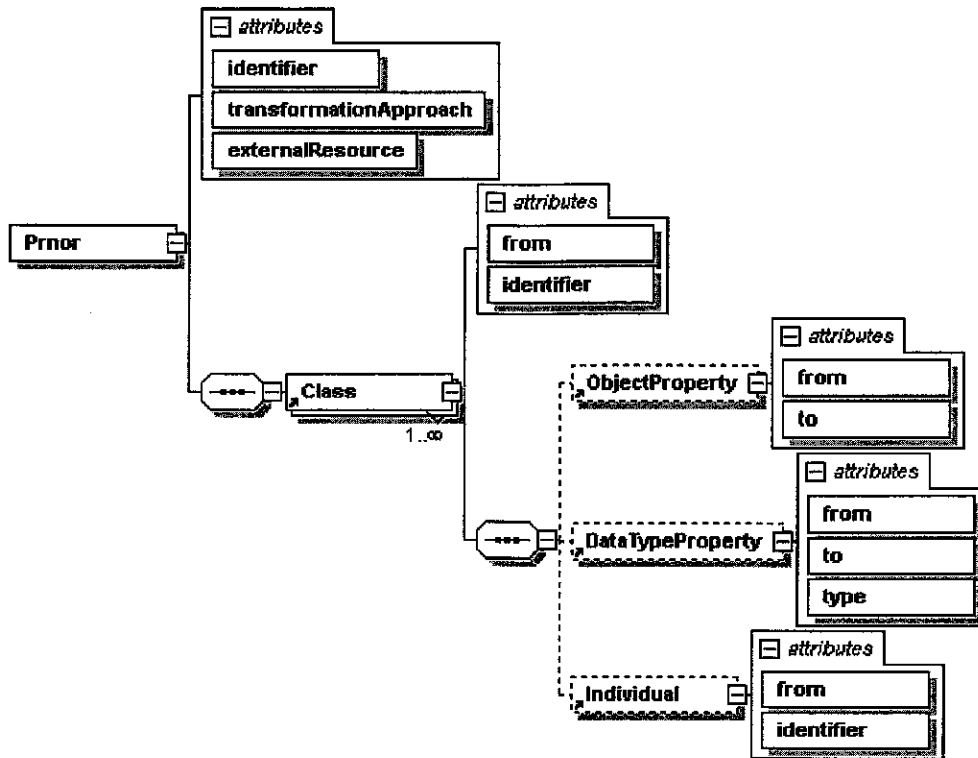 attributes
identifier
transformationApproach
externalResource
Prnor
attributes
from
identifier
Class
1..∞
attributes
ObjectProperty
from
to
attributes
from
DataTypeProperty
to
type
attributes
Individual
from
identifier